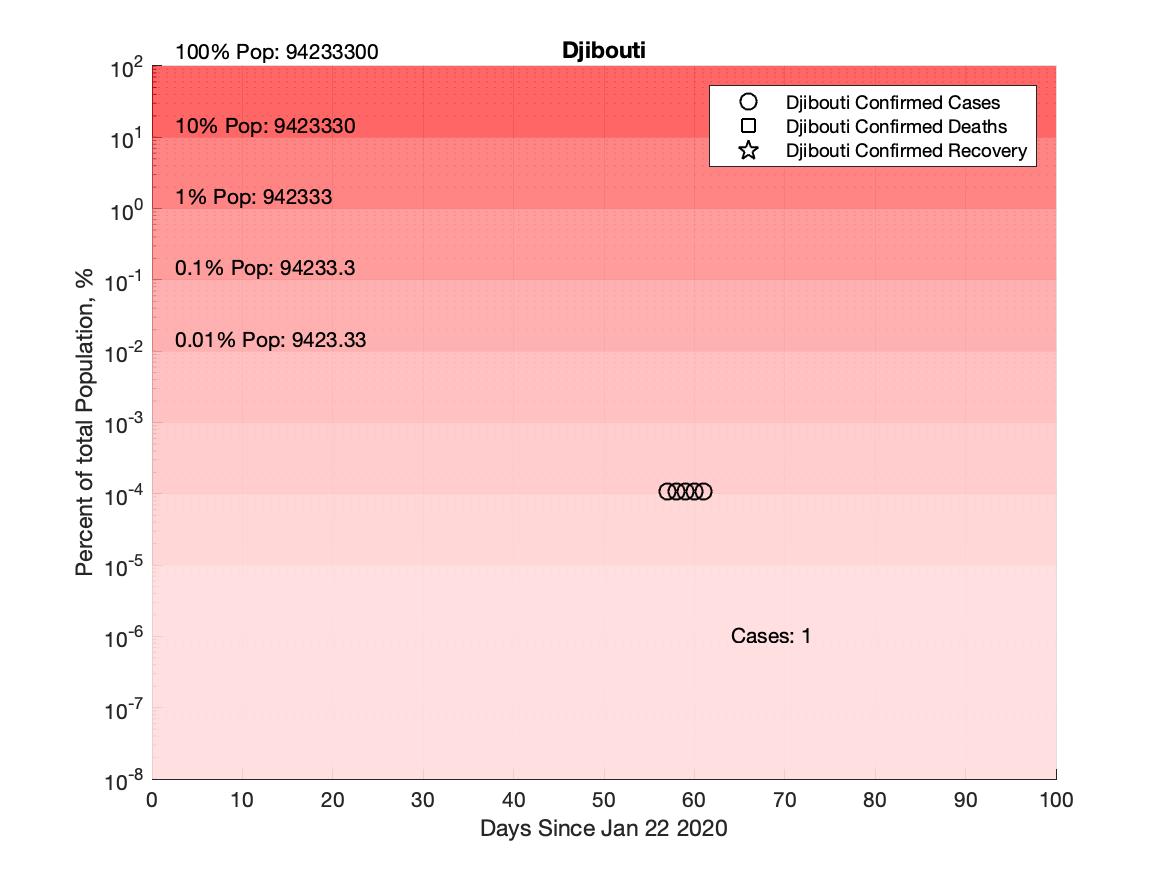 Djibouti
100% Pop: 94233300
10% Pop: 9423330
1% Pop: 942333
0.1% Pop: 94233.3
0.01% Pop: 9423.33
Djibouti Confirmed Cases
Djibouti Confirmed Deaths
Djibouti Confirmed Recovery
Cases: 1
Percent of total Population, %
10^2
10^1
10^0
10^-1
10^-2
10^-3
10^-4
10^-5
10^-6
10^-7
10^-8
0 10 20 30 40 50 60 70 80 90 100
Days Since Jan 22 2020